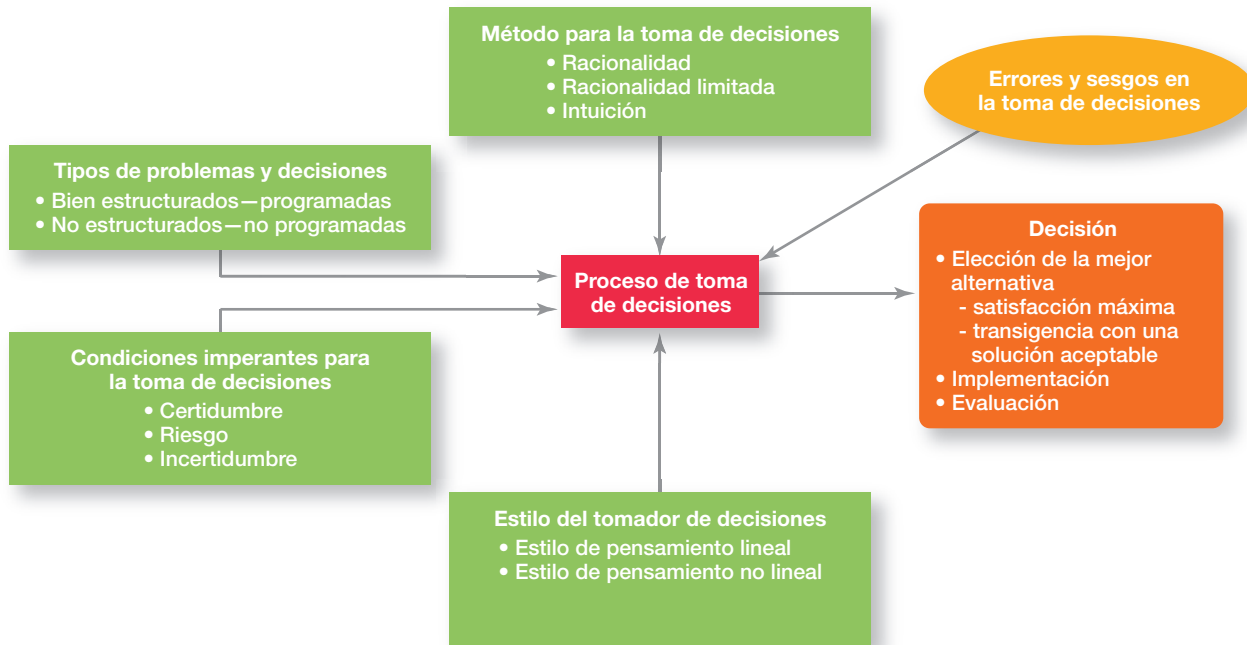 Método para la toma de decisiones
• Racionalidad
• Racionalidad limitada
• Intuición
Errores y sesgos en
la toma de decisiones
Tipos de problemas y decisiones
• Bien estructurados—programadas
• No estructurados—no programadas
Proceso de toma
de decisiones
Decisión
• Elección de la mejor
alternativa
- satisfacción máxima
- transigencia con una
solución aceptable
• Implementación
• Evaluación
Condiciones imperantes para
la toma de decisiones
• Certidumbre
• Riesgo
• Incertidumbre
Estilo del tomador de decisiones
• Estilo de pensamiento lineal
• Estilo de pensamiento no lineal